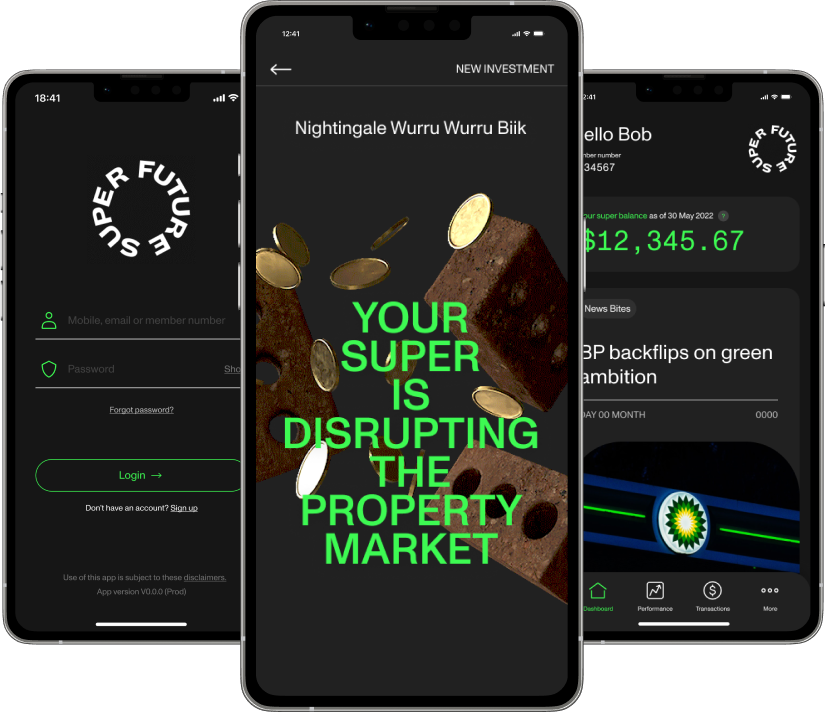 18:41
SUPER FUTURE
Mobile, email or member number
Password
Sho
Forgot password?
Login →
Don't have an account? Sign up
Use of this app is subject to these disclaimers.
App version V0.0.0 (Prod)
12:41
NEW INVESTMENT
Nightingale Wurru Wurru Biik
YOUR
SUPER
IS
DISRUPTING
THE
PROPERTY
MARKET
2:41
ello Bob
SUPER FUTURE
nber number
34567
our super balance as of 30 May 2022 ?
$12,345.67
News Bites
BP backflips on green
ambition
DAY 00 MONTH
0000
Dashboard
Performance
Transactions
More